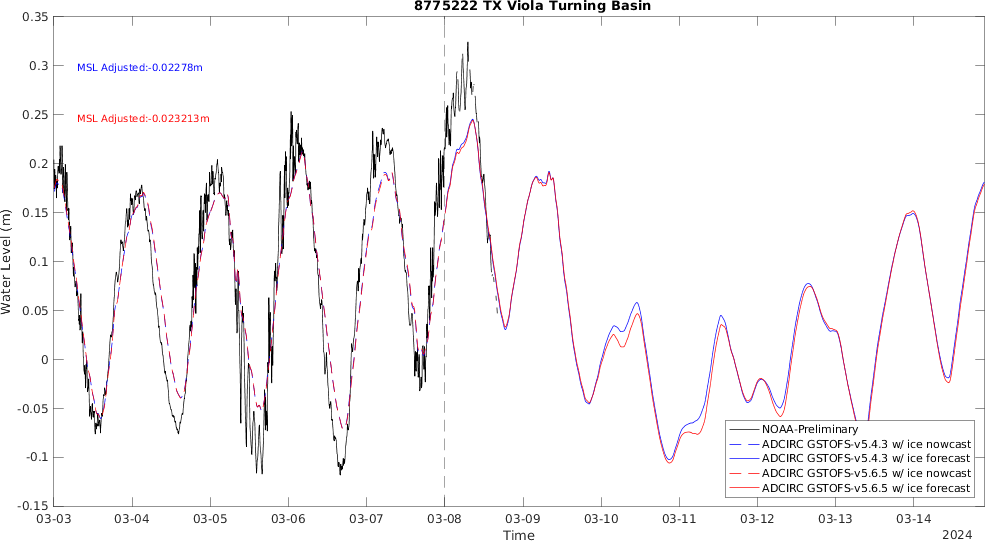 8775222 TX Viola Turning Basin
0.35
0.3
0.25
0.2
0.15
0.1
0.05
0
-0.05
-0.1
-0.15
Water Level (m)
MSL Adjusted:-0.02278m
MSL Adjusted:-0.023213m
NOAA-Preliminary
ADCIRC GSTOFS-v5.4.3 w/ ice nowcast
ADCIRC GSTOFS-v5.4.3 w/ ice forecast
ADCIRC GSTOFS-v5.6.5 w/ ice nowcast
ADCIRC GSTOFS-v5.6.5 w/ ice forecast
03-03 03-04 03-05 03-06 03-07 03-08 03-09 03-10 03-11 03-12 03-13 03-14
Time
2024